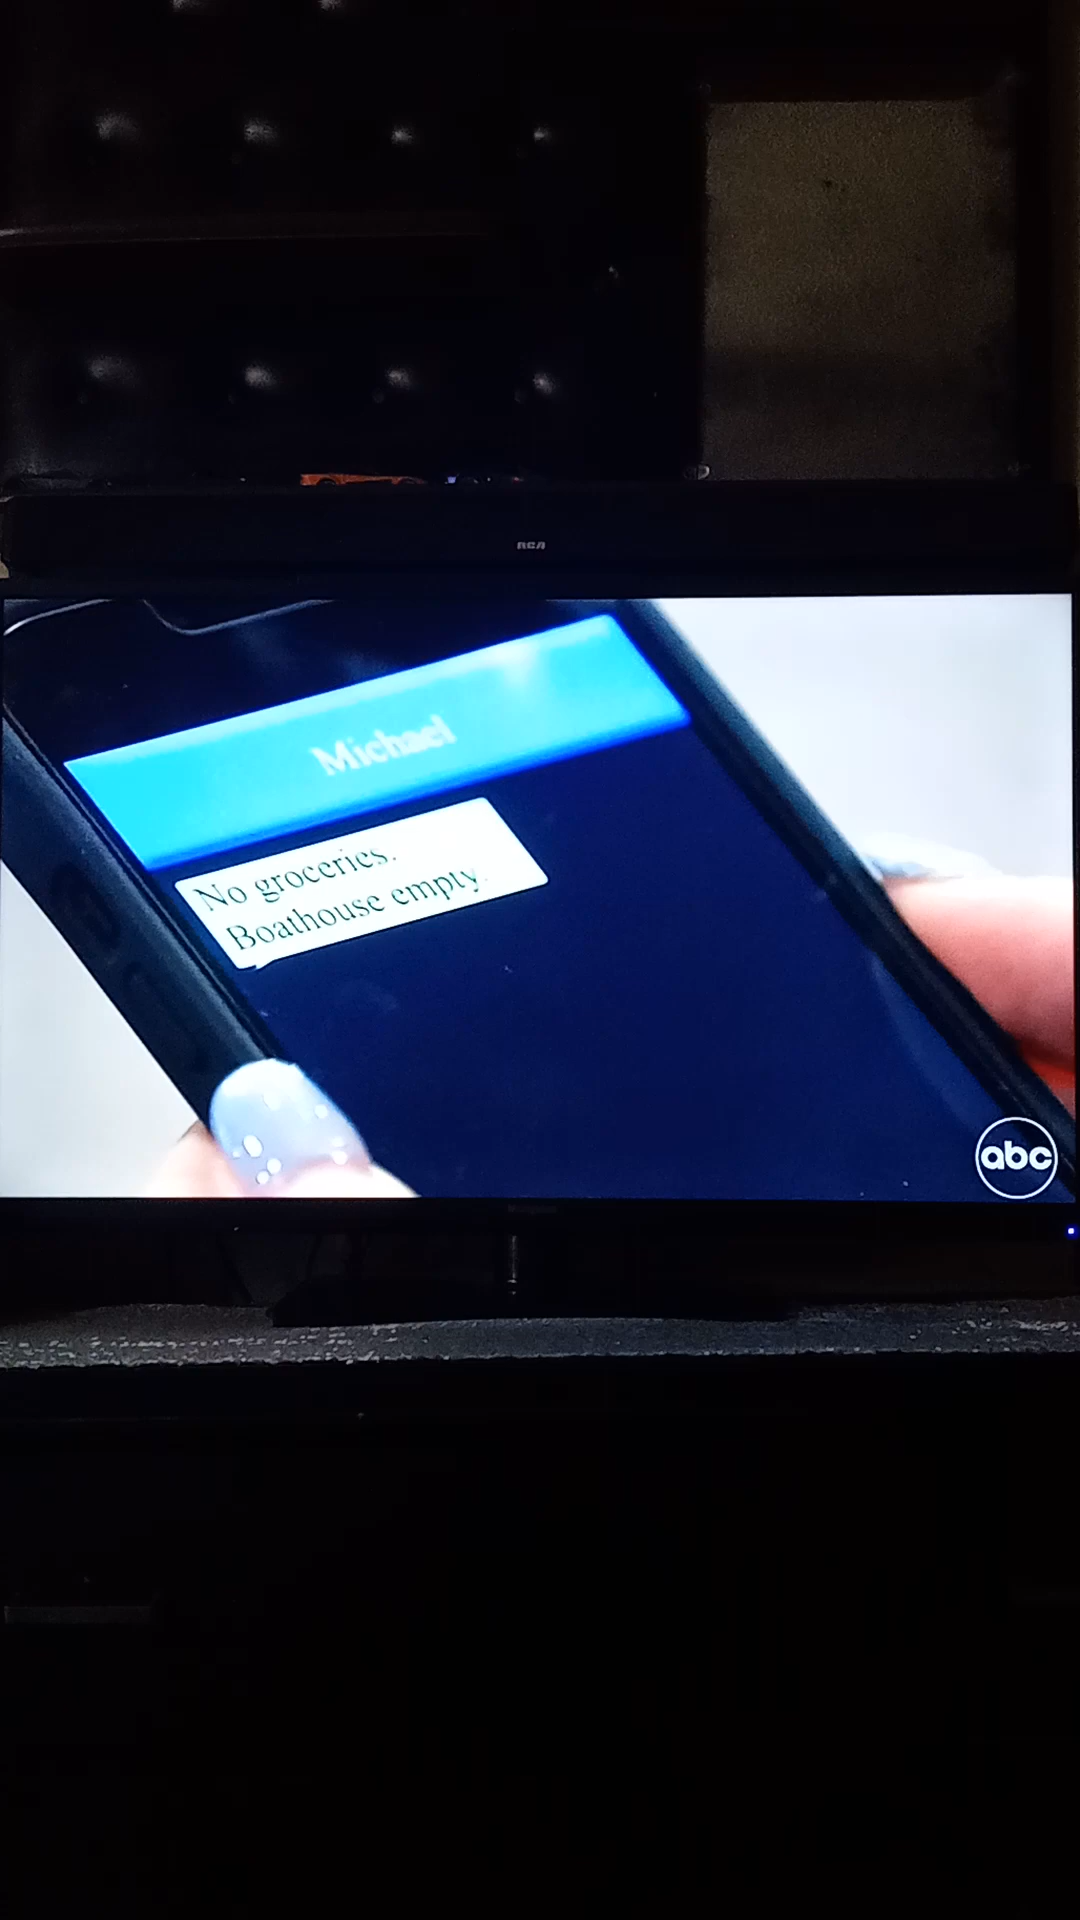 RCA
Michael
No groceries.
Boathouse empty.
abc